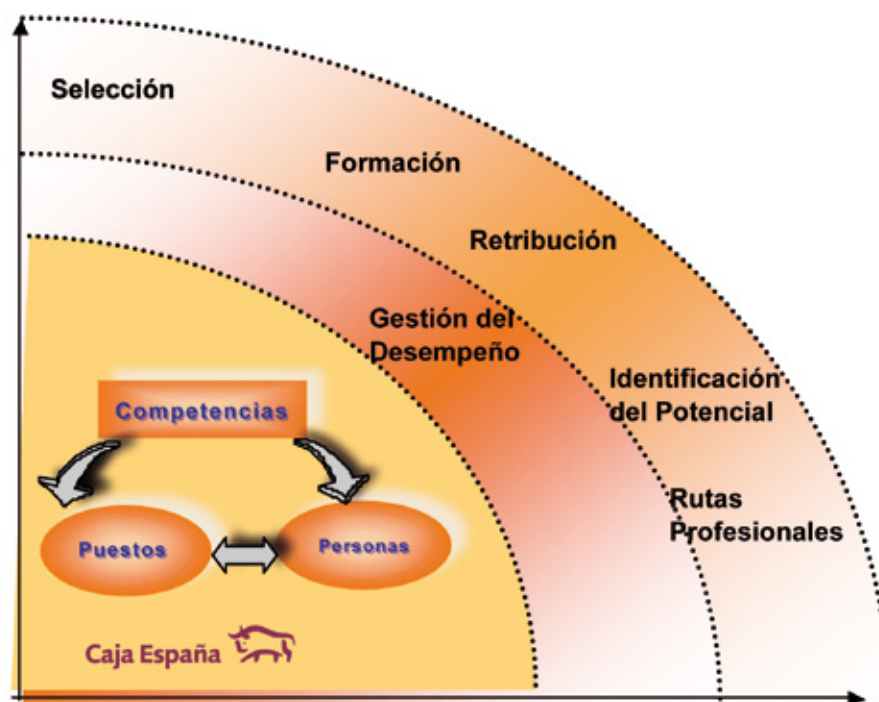 Selección
Formación
Retribución
Gestión del
Desempeño
Identificación
del Potencial
Competencias
Rutas
Profesionales
Puestos
Personas
Caja España